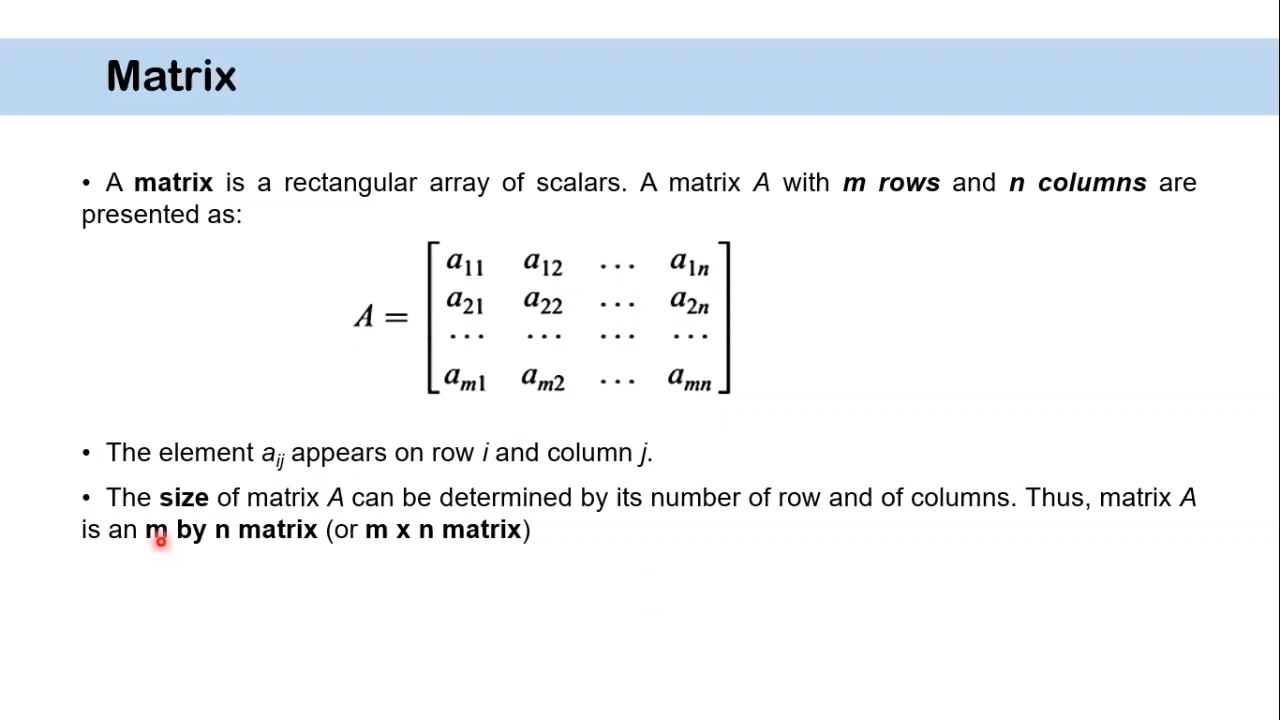 Matrix
• A matrix is a rectangular array of scalars. A matrix A with m rows and n columns are
presented as:
a11 a12 ... a1n
a21 a22 ... a2n
A =
... ... ... ...
am1 am2 ... amn
• The element aij appears on row i and column j.
• The size of matrix A can be determined by its number of row and of columns. Thus, matrix A
is an m by n matrix (or m x n matrix)